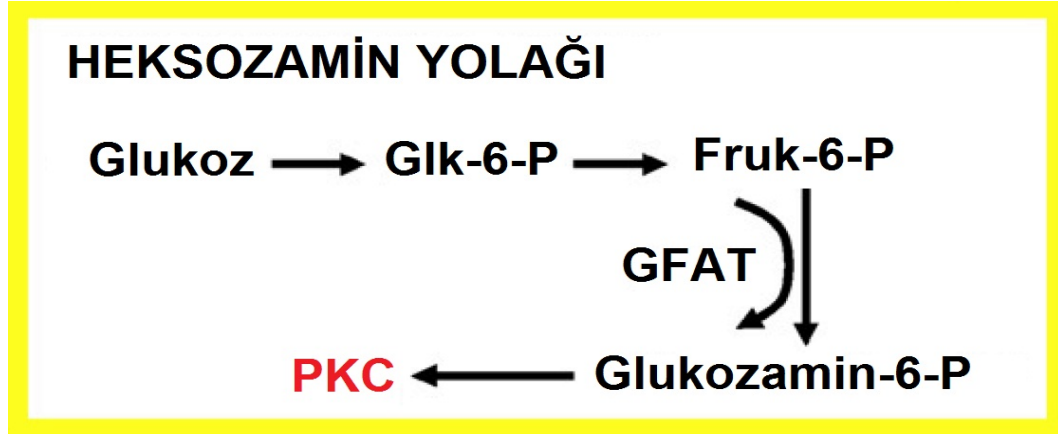 HEKSOZAMİN YOLAĞI
Glukoz Glk-6-P Fruk-6-P
GFAT
PKC Glukozamin-6-P